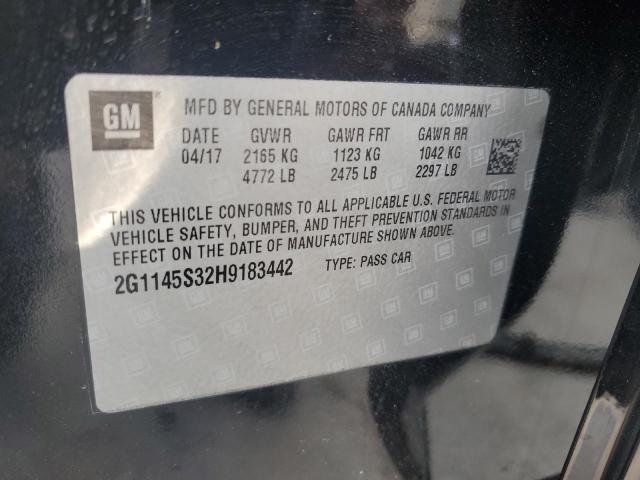 GM
MFD BY GENERAL MOTORS OF CANADA COMPANY
DATE GVWR GAWR FRT GAWR RR
04/17 2165 KG 1123 KG 1042 KG
4772 LB 2475 LB 2297 LB
THIS VEHICLE CONFORMS TO ALL APPLICABLE U.S. FEDERAL MOTOR
VEHICLE SAFETY, BUMPER, AND THEFT PREVENTION STANDARDS IN
EFFECT ON THE DATE OF MANUFACTURE SHOWN ABOVE.
2G1145S32H9183442 TYPE: PASS CAR